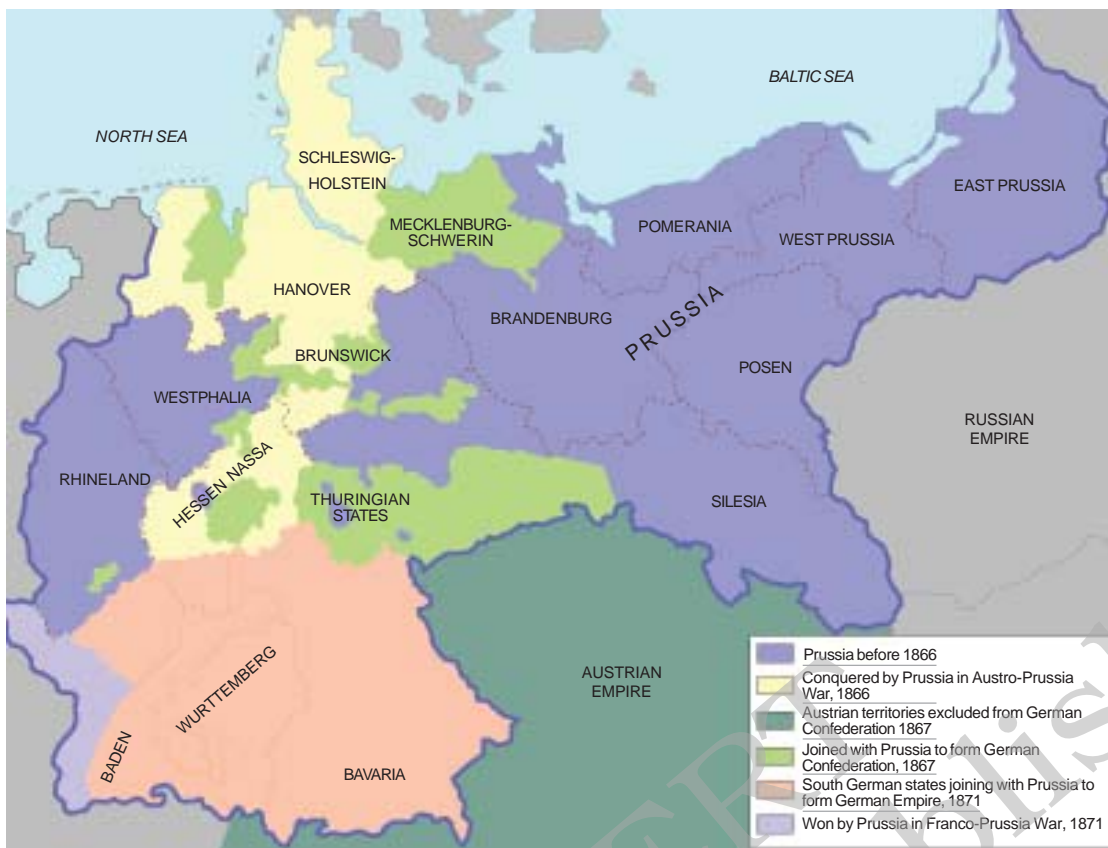 BALTIC SEA
NORTH SEA
SCHLESWIG-
HOLSTEIN
EAST PRUSSIA
MECKLENBURG-
SCHWERIN
POMERANIA
WEST PRUSSIA
HANOVER
BRANDENBURG
PRUSSIA
BRUNSWICK
POSEN
WESTPHALIA
RUSSIAN
EMPIRE
RHINELAND
HESSEN NASSA
THURINGIAN
STATES
SILESIA
AUSTRIAN
EMPIRE
WURTTEMBERG
BADEN
BAVARIA
Prussia before 1866
Conquered by Prussia in Austro-Prussia
War, 1866
Austrian territories excluded from German
Confederation 1867
Joined with Prussia to form German
Confederation, 1867
South German states joining with Prussia to
form German Empire, 1871
Won by Prussia in Franco-Prussia War, 1871